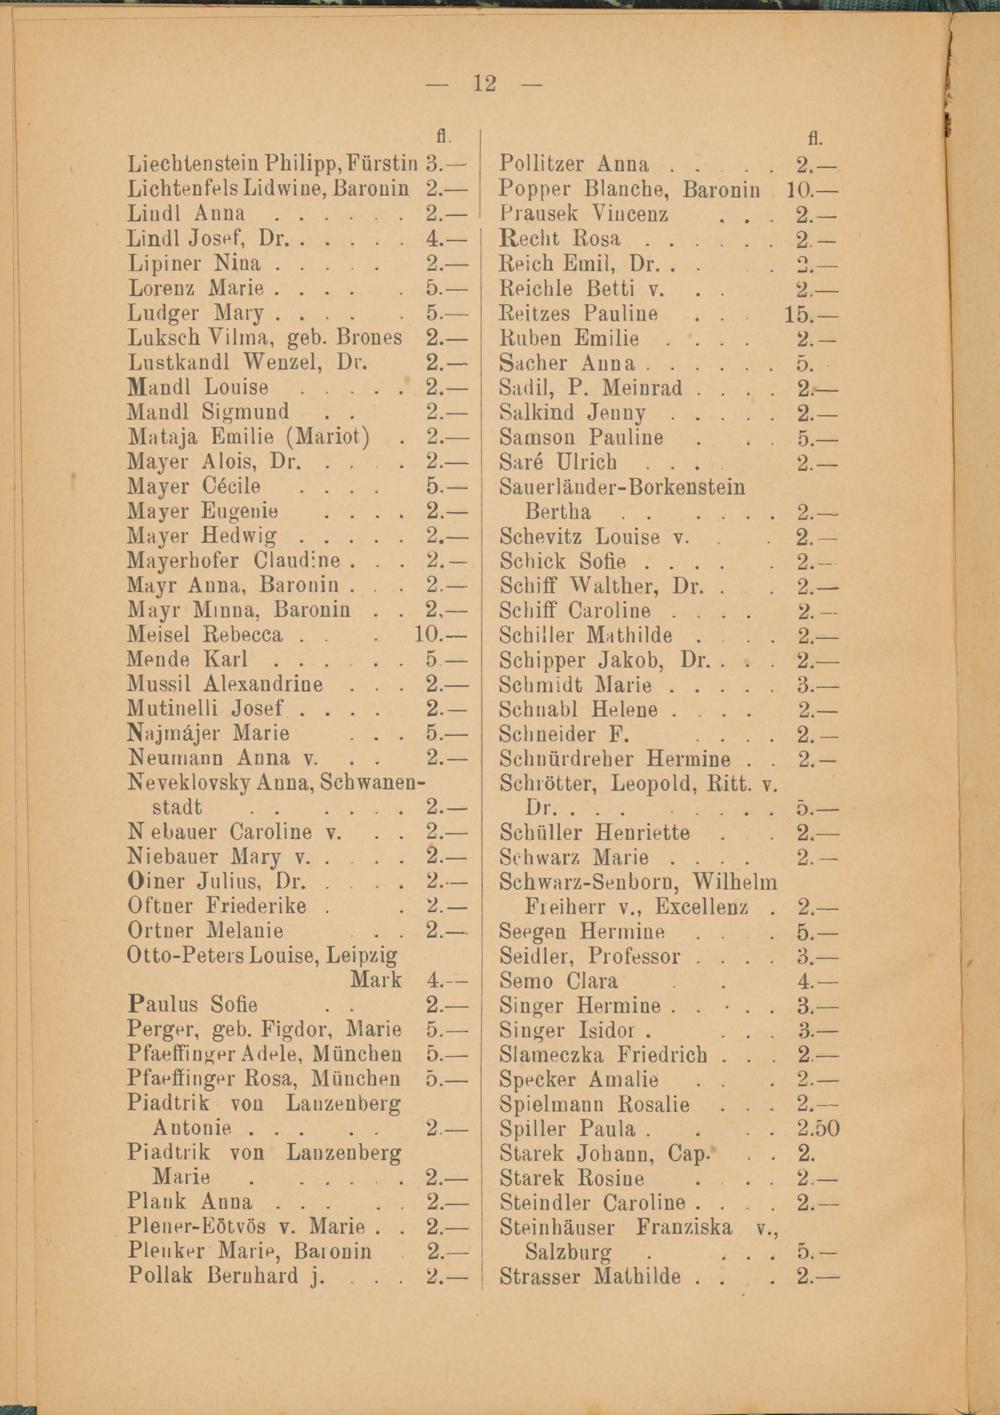 — 12 —
fl.
Liechtenstein Philipp, Fürstin 3.—
Lichtenfels Lidwine, Baronin 2.—
Lindl Anna . . . . . . 2.—
Lindl Josef, Dr. . . . . . 4.—
Lipiner Nina . . . . . 2.—
Lorenz Marie . . . . . 5.—
Ludger Mary . . . . . 5.—
Luksch Vilma, geb. Brones 2.—
Lustkandl Wenzel, Dr. 2.—
Mandl Louise . . . . . 2.—
Mandl Sigmund . . 2.—
Mataja Emilie (Mariot) . 2.—
Mayer Alois, Dr. . . . . 2.—
Mayer Cécile . . . . 5.—
Mayer Eugenie . . . . 2.—
Mayer Hedwig . . . . . 2.—
Mayerhofer Claudine . . . 2.—
Mayr Anna, Baronin . . . 2.—
Mayr Minna, Baronin . . 2.—
Meisel Rebecca . . . 10.—
Mende Karl . . . . . . 5.—
Mussil Alexandrine . . . 2.—
Mutinelli Josef . . . . 2.—
Najmájer Marie . . . 5.—
Neumann Anna v. . . 2.—
Neveklovsky Anna, Schwanen-
stadt . . . . . . 2.—
N ebauer Caroline v. . . 2.—
Niebauer Mary v. . . . . 2.—
Oiner Julius, Dr. . . . . 2.—
Oftner Friederike . . 2.—
Ortner Melanie . . . 2.—
Otto-Peters Louise, Leipzig
Mark 4.—
Paulus Sofie . . 2.—
Perger, geb. Figdor, Marie 5.—
Pfaeffinger Adele, München 5.—
Pfaeffinger Rosa, München 5.—
Piadtrik von Lanzenberg
Antonie . . . . . 2.—
Piadtrik von Lanzenberg
Marie . . . . . . 2.—
Plank Anna . . . . . 2.—
Plener-Eötvös v. Marie . . 2.—
Plenker Marie, Baronin . 2.—
Pollak Bernhard j. . . . 2.—
fl.
Pollitzer Anna . . . . . 2.—
Popper Blanche, Baronin 10.—
Prausek Vincenz . . . 2.—
Recht Rosa . . . . . . 2.—
Reich Emil, Dr. . . . 2.—
Reichle Betti v. . . 2.—
Reitzes Pauline . . . 15.—
Ruben Emilie . . . . 2.—
Sacher Anna . . . . . . 5.
Sadil, P. Meinrad . . . . 2.—
Salkind Jenny . . . . . 2.—
Samson Pauline . . . 5.—
Saré Ulrich . . . . 2.—
Sauerländer-Borkenstein
Bertha . . . . . . 2.—
Schevitz Louise v. . . 2.—
Schick Sofie . . . . . 2.—
Schiff Walther, Dr. . . 2.—
Schiff Caroline . . . . 2.—
Schiller Mathilde . . . 2.—
Schipper Jakob, Dr. . . . 2.—
Schmidt Marie . . . . . 3.—
Schnabl Helene . . . . 2.—
Schneider F. . . . . 2.—
Schnürdreher Hermine . . 2.—
Schrötter, Leopold, Ritt. v.
Dr. . . . . . . . 5.—
Schüller Henriette . . 2.—
Schwarz Marie . . . . 2.—
Schwarz-Senborn, Wilhelm
Freiherr v., Excellenz . 2.—
Seegen Hermine . . . . 5.—
Seidler, Professor . . . . 3.—
Semo Clara . . 4.—
Singer Hermine . . . . . 3.—
Singer Isidor . . . . 3.—
Slameczka Friedrich . . . 2.—
Specker Amalie . . . 2.—
Spielmann Rosalie . . . 2.—
Spiller Paula . . . . 2.50
Starek Johann, Cap. . . 2.
Starek Rosine . . . . 2.—
Steindler Caroline . . . . 2.—
Steinhäuser Franziska v.,
Salzburg . . . . 5.—
Strasser Mathilde . . . . 2.—